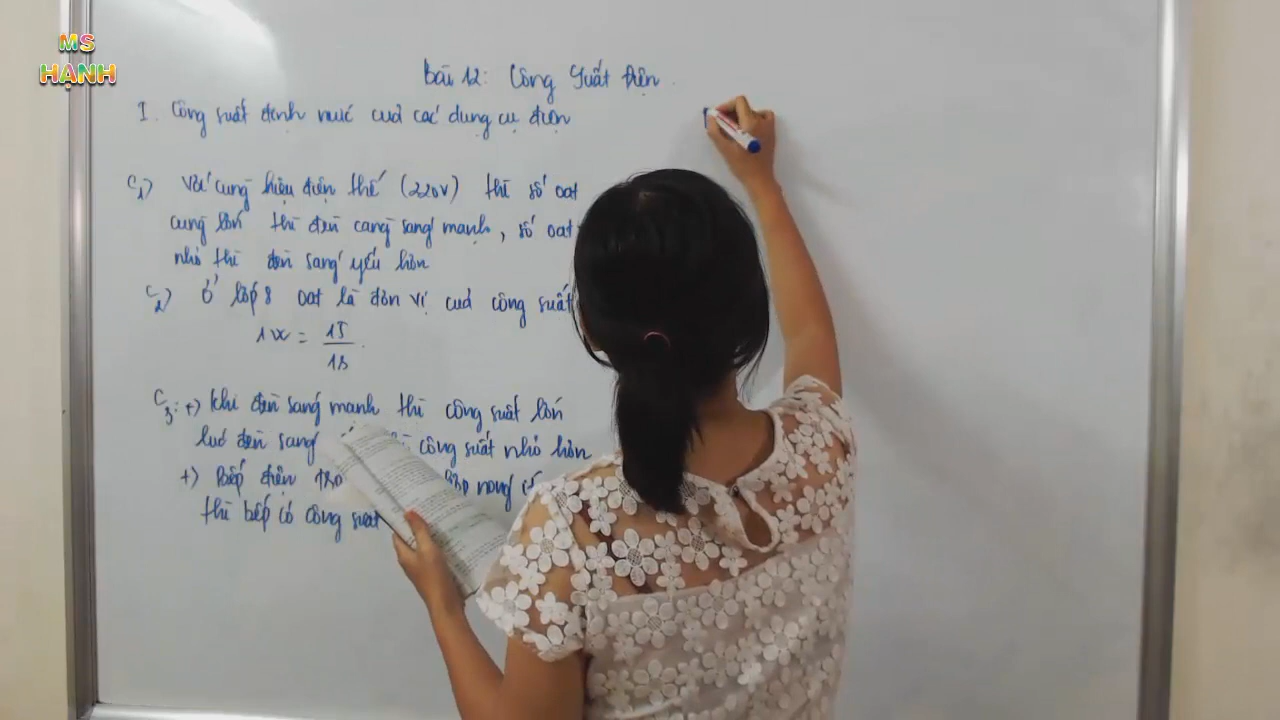 MS
HẠNH
Bài 12: Công suất điện.
I. Công suất định mức của các dụng cụ điện
C1) Với cùng hiệu điện thế (220V) thì số oat
càng lớn thì đèn càng sáng mạnh, số oat
nhỏ thì đèn sáng yếu hơn
C2) Ở lớp 8 oat là đơn vị của công suất
1W = 1J/1s.
C3: +) Khi đèn sáng mạnh thì công suất lớn
lúc đèn sáng công suất nhỏ hơn
+) Bếp điện nóng
thì bếp có công suất